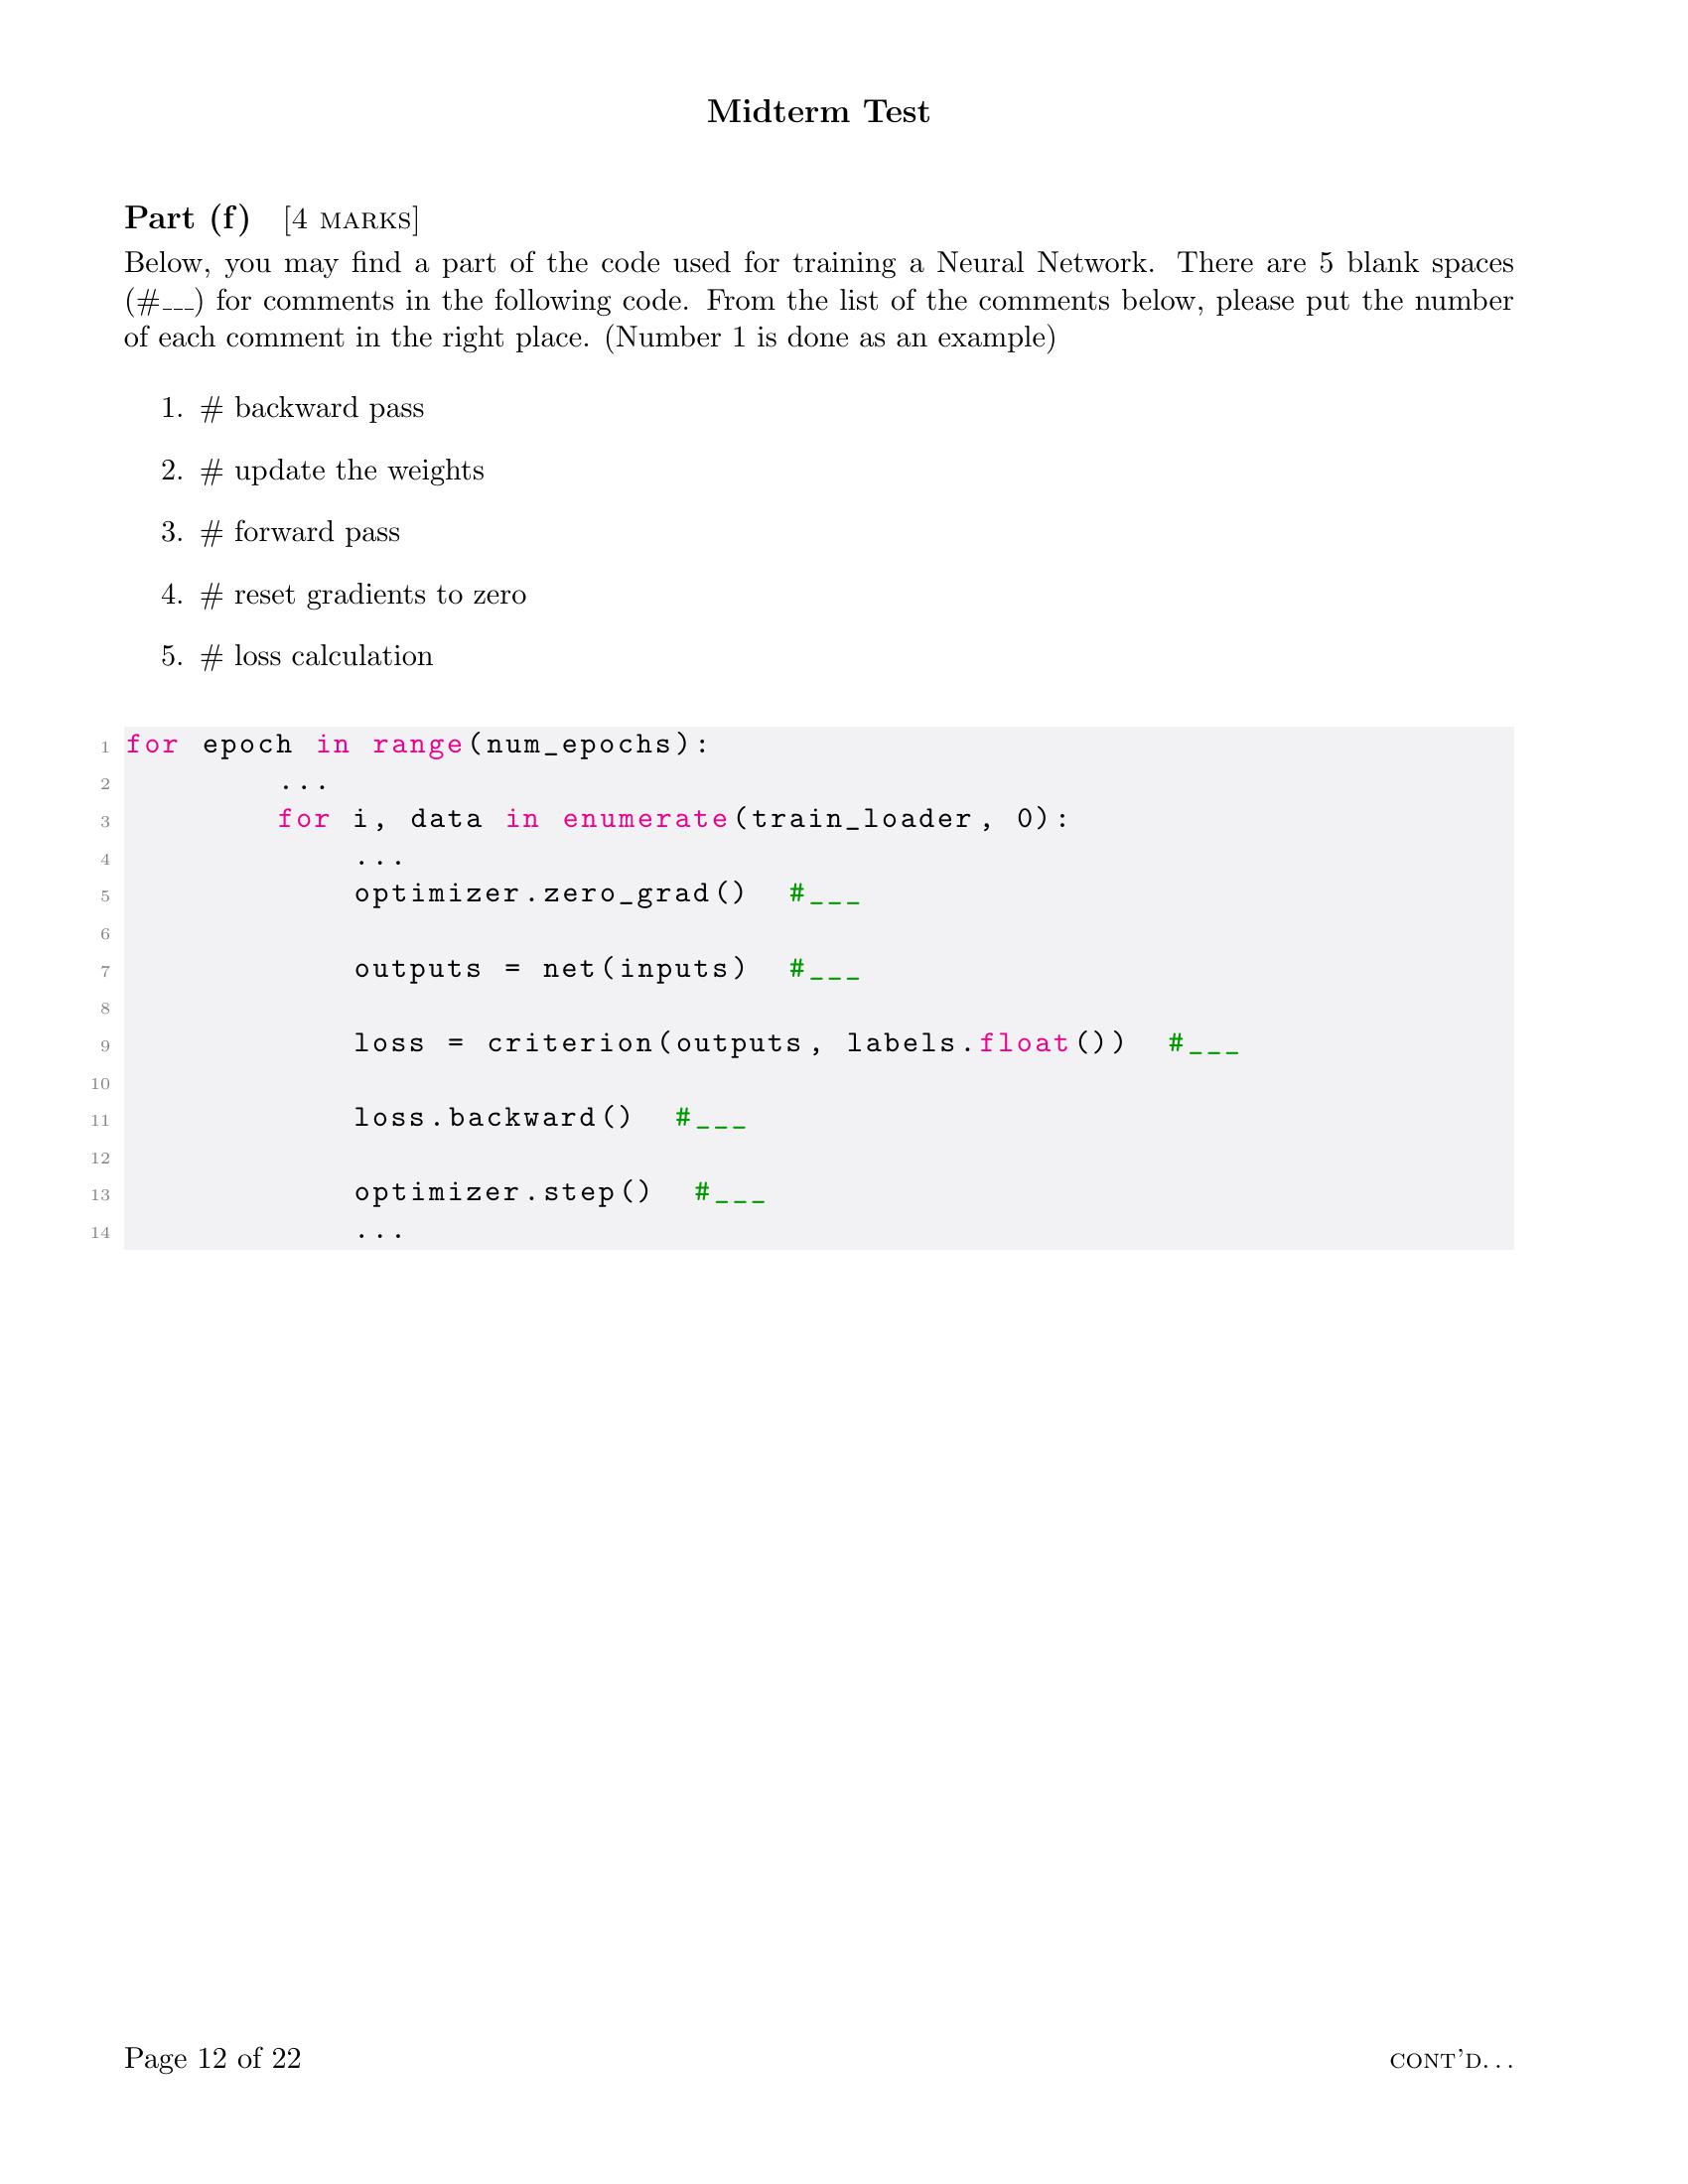 Midterm Test
Part (f) [4 MARKS]
Below, you may find a part of the code used for training a Neural Network. There are 5 blank spaces
(#___) for comments in the following code. From the list of the comments below, please put the number
of each comment in the right place. (Number 1 is done as an example)
1. # backward pass
2. # update the weights
3. # forward pass
4. # reset gradients to zero
5. # loss calculation
1 for epoch in range(num_epochs):
2 ...
3 for i, data in enumerate(train_loader, 0):
4 ...
5 optimizer.zero_grad() #___
6
7 outputs = net(inputs) #___
8
9 loss = criterion(outputs, labels.float()) #___
10
11 loss.backward() #___
12
13 optimizer.step() #___
14 ...
Page 12 of 22
CONT'D...